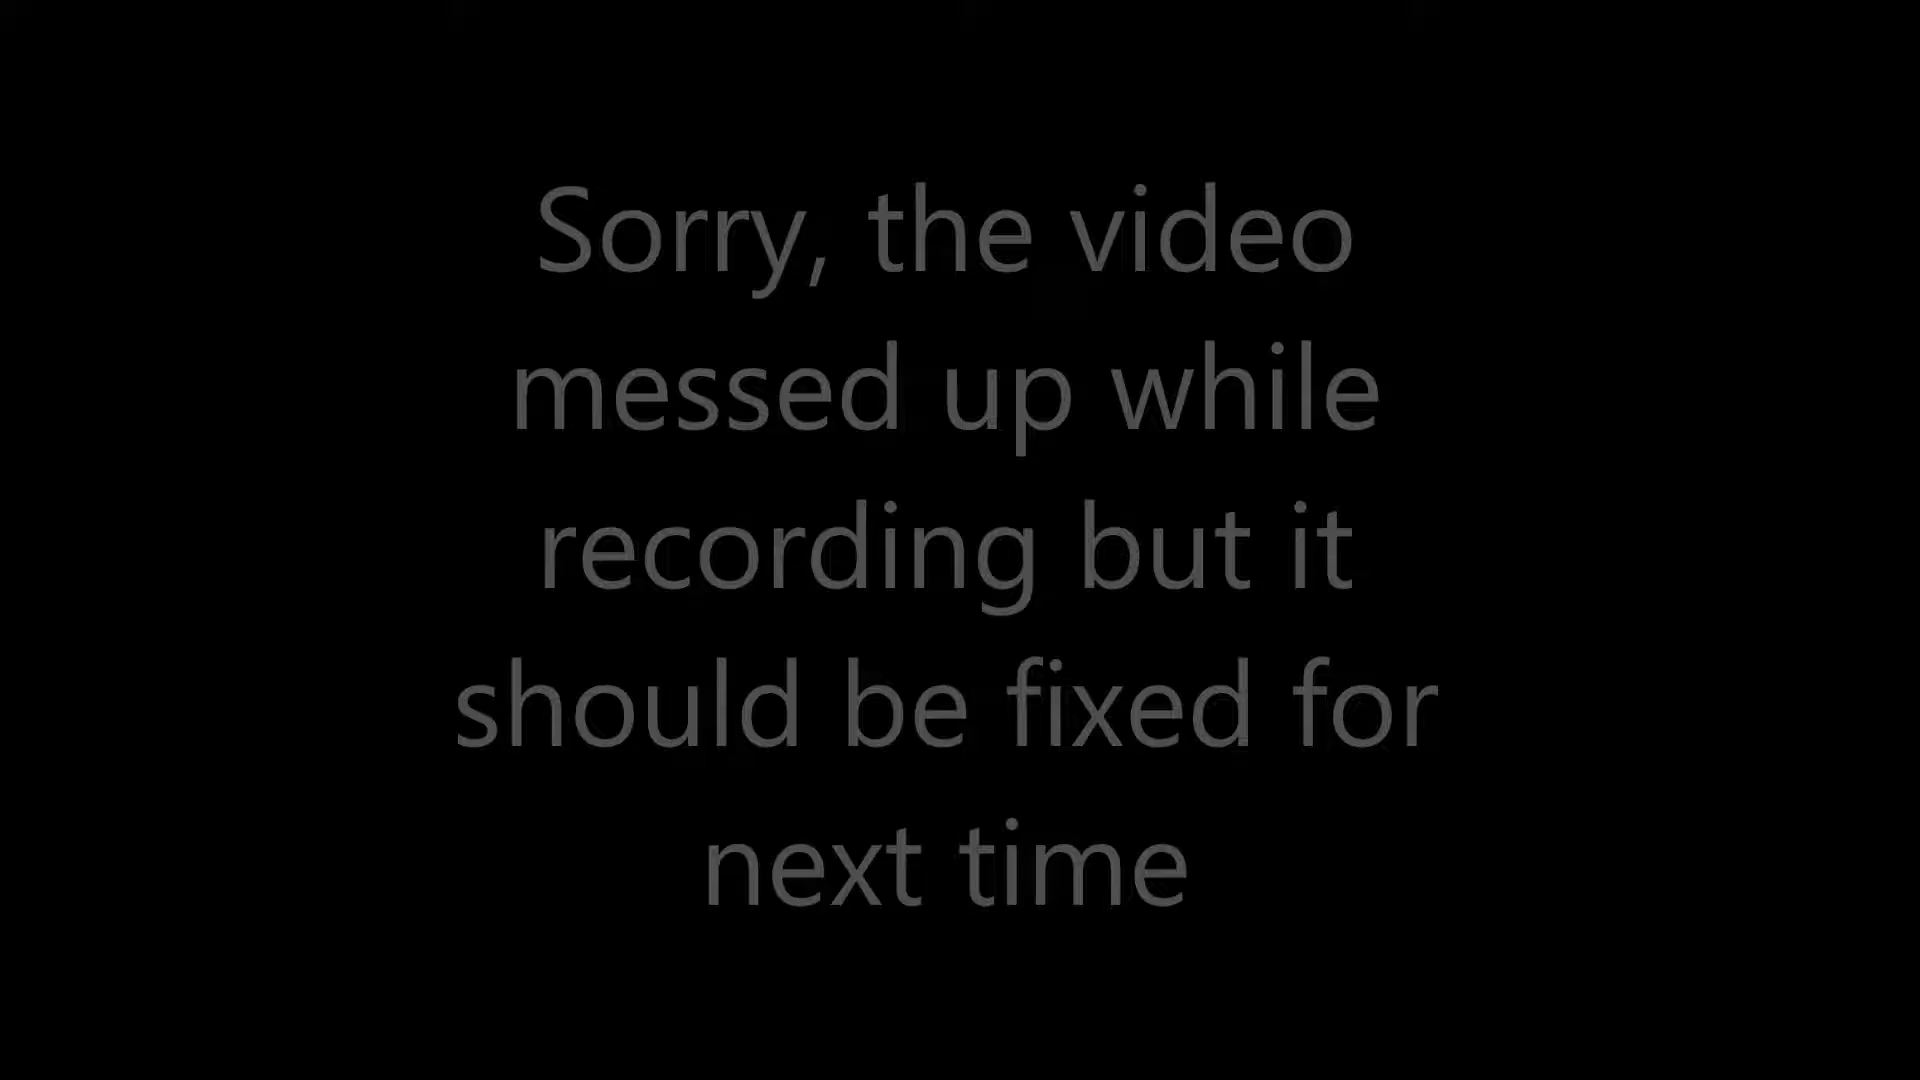 Sorry, the video
messed up while
recording but it
should be fixed for
next time